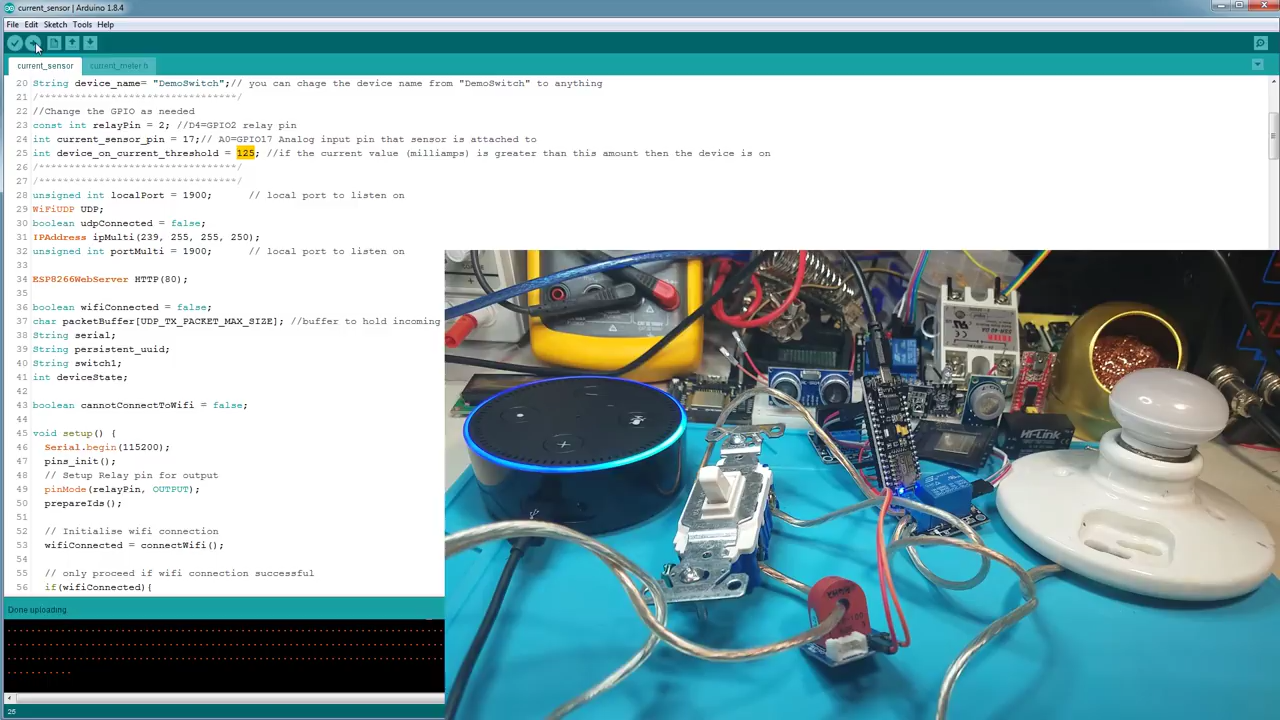 current_sensor | Arduino 1.8.4
File Edit Sketch Tools Help
current_sensor current_meter.h
20 String device_name= "DemoSwitch";// you can chage the device name from "DemoSwitch" to anything
21 /*********************************/
22 //Change the GPIO as needed
23 const int relayPin = 2; //D4=GPIO2 relay pin
24 int current_sensor_pin = 17;// A0=GPIO17 Analog input pin that sensor is attached to
25 int device_on_current_threshold = 125; //if the current value (milliamps) is greater than this amount then the device is on
26 /*********************************/
27 /*********************************/
28 unsigned int localPort = 1900; // local port to listen on
29 WiFiUDP UDP;
30 boolean udpConnected = false;
31 IPAddress ipMulti(239, 255, 255, 250);
32 unsigned int portMulti = 1900; // local port to listen on
33
34 ESP8266WebServer HTTP(80);
35
36 boolean wifiConnected = false;
37 char packetBuffer[UDP_TX_PACKET_MAX_SIZE]; //buffer to hold incoming
38 String serial;
39 String persistent_uuid;
40 String switch1;
41 int deviceState;
42
43 boolean cannotConnectToWifi = false;
44
45 void setup() {
46 Serial.begin(115200);
47 pins_init();
48 // Setup Relay pin for output
49 pinMode(relayPin, OUTPUT);
50 prepareIds();
51
52 // Initialise wifi connection
53 wifiConnected = connectWifi();
54
55 // only proceed if wifi connection successful
56 if(wifiConnected){
Done uploading.
25
Hi-Link